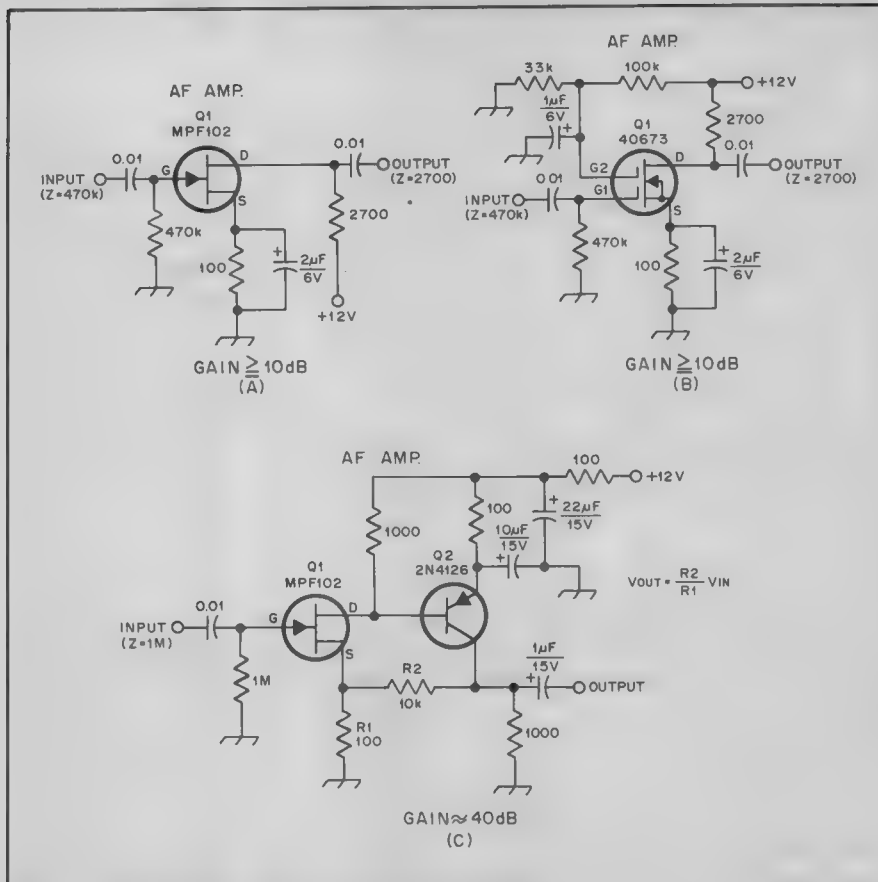 AF AMP.
Q1
MPF102
0.01
INPUT
(Z=470k)
G
D
S
0.01
OUTPUT
(Z=2700)
470k
2700
100
+
2µF
6V
+12V
GAIN ≧ 10dB
(A)
AF AMP.
33k
100k
+12V
1µF
6V
+
Q1
40673
2700
0.01
G2
D
OUTPUT
(Z=2700)
0.01
G1
INPUT
(Z=470k)
S
470k
100
+
2µF
6V
GAIN ≧ 10dB
(B)
AF AMP.
100
+12V
1000
100
+
22µF
15V
10µF
15V
+
Q2
2N4126
VOUT = R2/R1 VIN
Q1
MPF102
0.01
INPUT
(Z=1M)
G
D
S
1M
R2
10k
1µF
15V
+
OUTPUT
R1
100
1000
GAIN ≈ 40dB
(C)